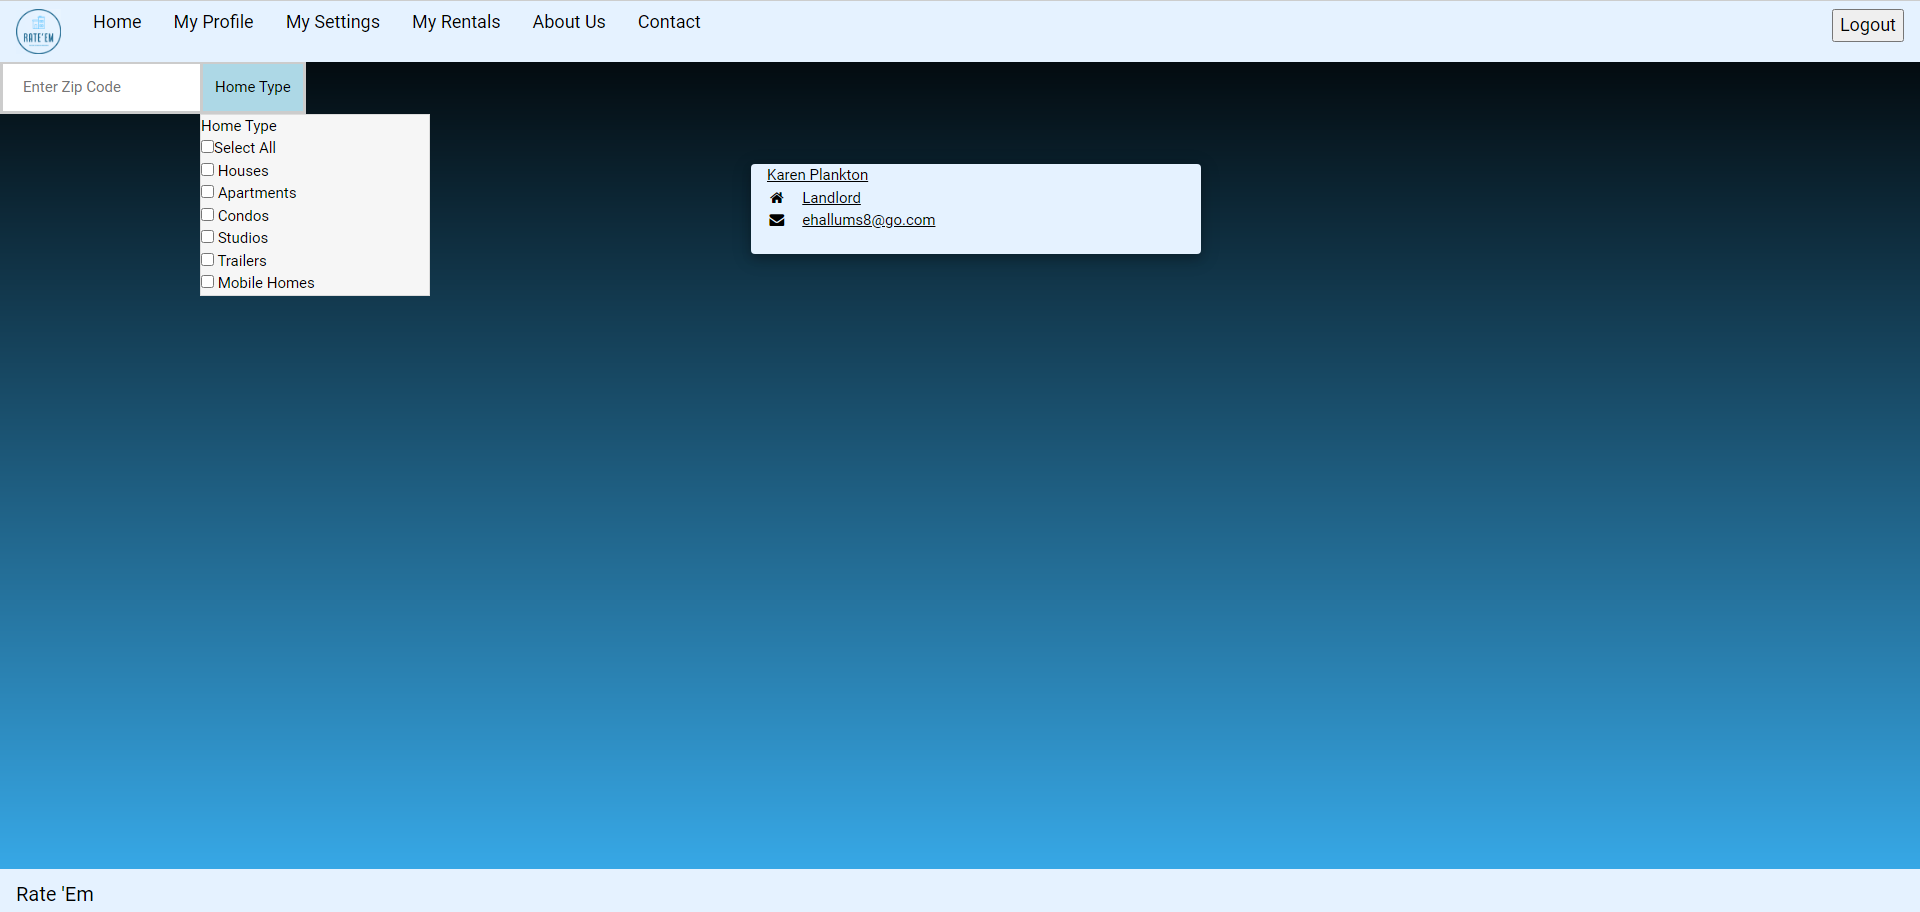 RATE'EM
Home My Profile My Settings My Rentals About Us Contact Logout
Enter Zip Code Home Type
Home Type
Select All
Houses
Apartments
Condos
Studios
Trailers
Mobile Homes
Karen Plankton
Landlord
ehallums8@go.com
Rate 'Em